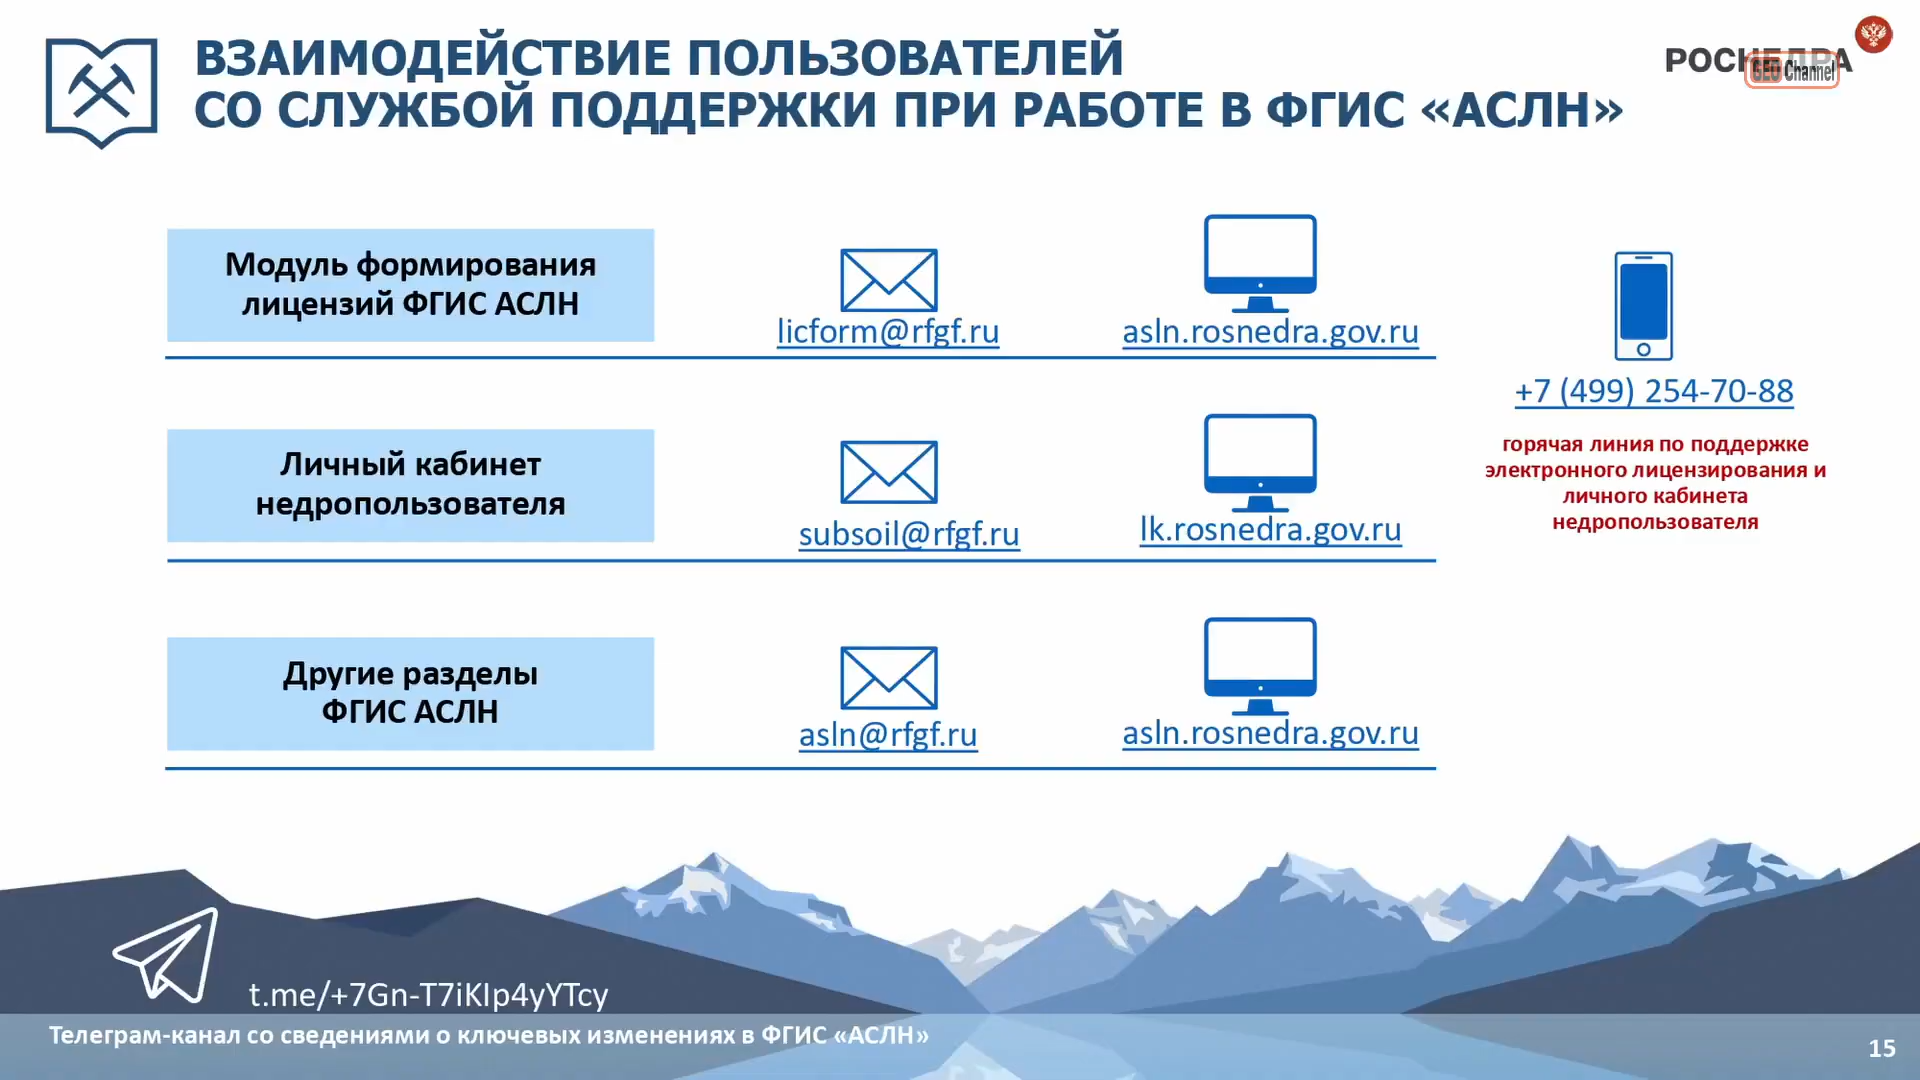 ВЗАИМОДЕЙСТВИЕ ПОЛЬЗОВАТЕЛЕЙ
СО СЛУЖБОЙ ПОДДЕРЖКИ ПРИ РАБОТЕ В ФГИС «АСЛН»
РОСНЕДРА
GEO Channel
Модуль формирования
лицензий ФГИС АСЛН
licform@rfgf.ru
asln.rosnedra.gov.ru
+7 (499) 254-70-88
горячая линия по поддержке
электронного лицензирования и
личного кабинета
недропользователя
Личный кабинет
недропользователя
subsoil@rfgf.ru
lk.rosnedra.gov.ru
Другие разделы
ФГИС АСЛН
asln@rfgf.ru
asln.rosnedra.gov.ru
t.me/+7Gn-T7iKIp4yYTcy
Телеграм-канал со сведениями о ключевых изменениях в ФГИС «АСЛН»
15